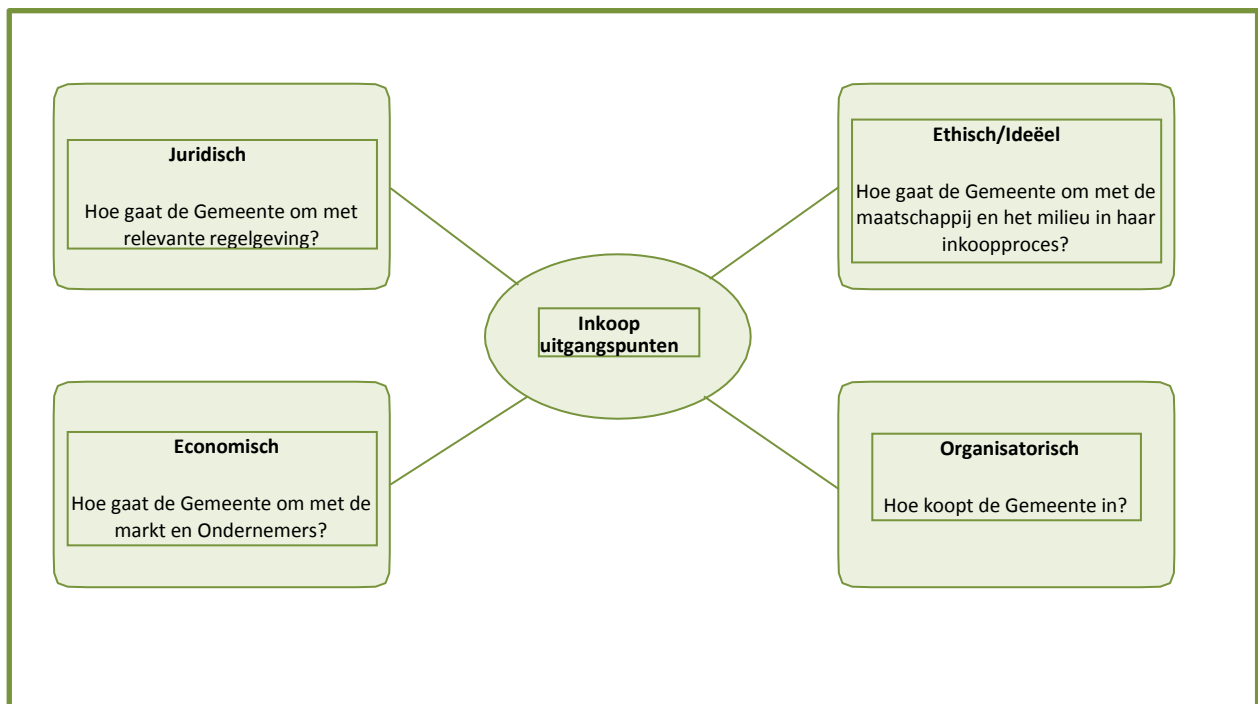 Juridisch
Hoe gaat de Gemeente om met
relevante regelgeving?
Ethisch/Ideëel
Hoe gaat de Gemeente om met de
maatschappij en het milieu in haar
inkoopproces?
Inkoop
uitgangspunten
Economisch
Hoe gaat de Gemeente om met de
markt en Ondernemers?
Organisatorisch
Hoe koopt de Gemeente in?